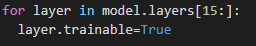 for layer in model.layers[15:]:
  layer.trainable=True